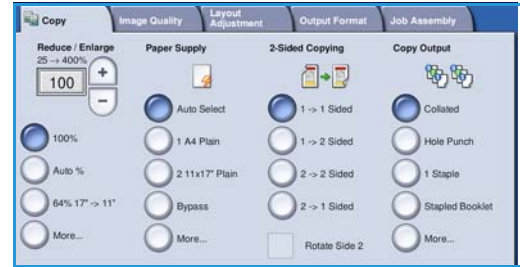 Copy
Image Quality
Layout
Adjustment
Output Format
Job Assembly
Reduce / Enlarge
25 → 400%
100
+
−
100%
Auto %
64% 17" -> 11"
More...
Paper Supply
Auto Select
1 A4 Plain
2 11x17" Plain
Bypass
More...
2-Sided Copying
1 -> 1 Sided
1 -> 2 Sided
2 -> 2 Sided
2 -> 1 Sided
Rotate Side 2
Copy Output
Collated
Hole Punch
1 Staple
Stapled Booklet
More...